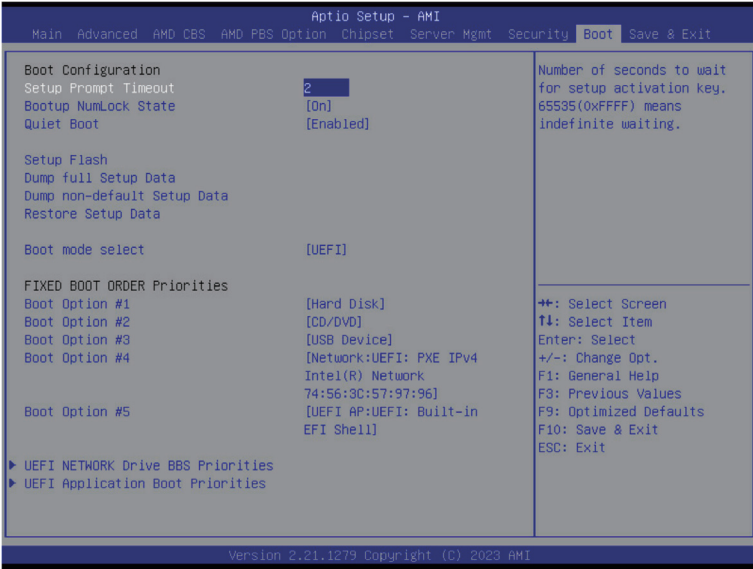 Aptio Setup - AMI
Main Advanced AMD CBS AMD PBS Option Chipset Server Mgmt Security Boot Save & Exit
Boot Configuration
Setup Prompt Timeout 2
Bootup NumLock State [On]
Quiet Boot [Enabled]
Setup Flash
Dump full Setup Data
Dump non-default Setup Data
Restore Setup Data
Boot mode select [UEFI]
FIXED BOOT ORDER Priorities
Boot Option #1 [Hard Disk]
Boot Option #2 [CD/DVD]
Boot Option #3 [USB Device]
Boot Option #4 [Network:UEFI: PXE IPv4
Intel(R) Network
74:56:3C:57:97:96]
Boot Option #5 [UEFI AP:UEFI: Built-in
EFI Shell]
UEFI NETWORK Drive BBS Priorities
UEFI Application Boot Priorities
Number of seconds to wait
for setup activation key.
65535(0xFFFF) means
indefinite waiting.
→←: Select Screen
↑↓: Select Item
Enter: Select
+/-: Change Opt.
F1: General Help
F3: Previous Values
F9: Optimized Defaults
F10: Save & Exit
ESC: Exit
Version 2.21.1279 Copyright (C) 2023 AMI